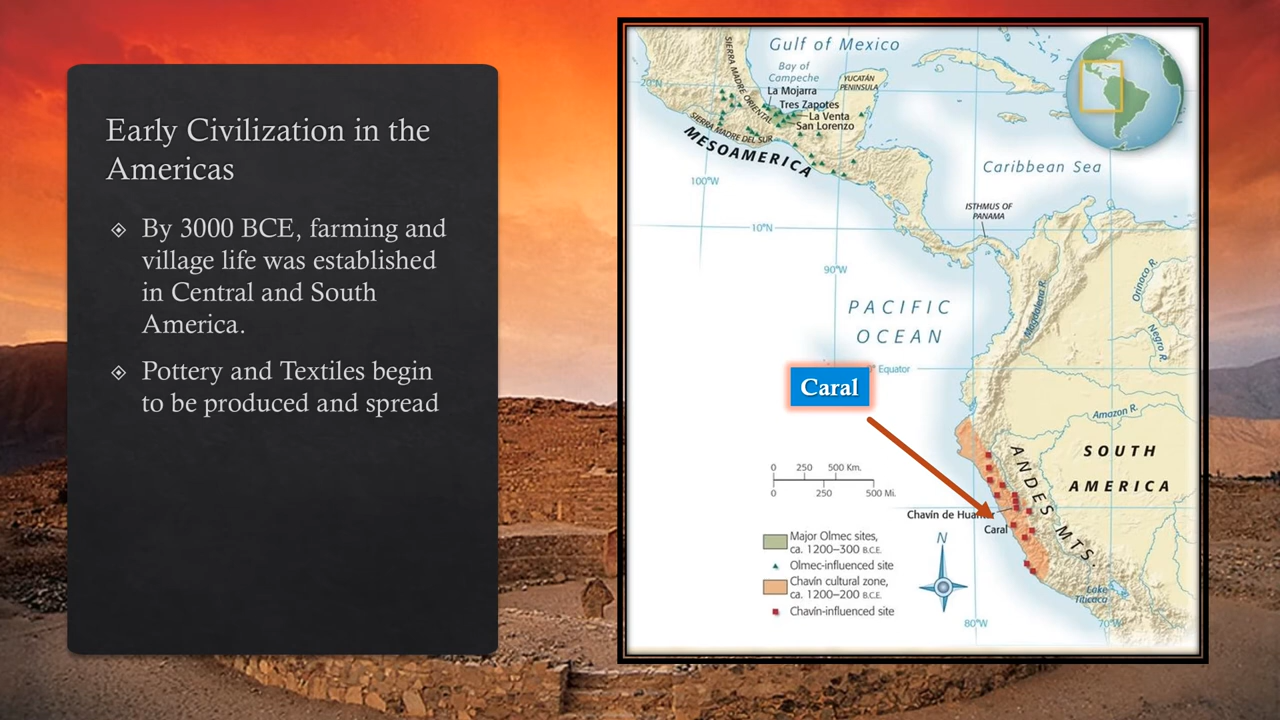 Early Civilization in the
Americas
By 3000 BCE, farming and
village life was established
in Central and South
America.
Pottery and Textiles begin
to be produced and spread
Gulf of Mexico
Bay of
Campeche
YUCATÁN
PENINSULA
SIERRA MADRE ORIENTAL
20°N
La Mojarra
Tres Zapotes
La Venta
San Lorenzo
SIERRA MADRE DEL SUR
MESOAMERICA
Caribbean Sea
100°W
ISTHMUS OF
PANAMA
10°N
90°W
Magdalena R.
Orinoco R.
PACIFIC
OCEAN
Negro R.
0° Equator
Caral
Amazon R.
SOUTH
AMERICA
ANDES MTS.
0 250 500 Km.
0 250 500 Mi.
Chavín de Huántar
Caral
N
Major Olmec sites,
ca. 1200–300 B.C.E.
Olmec-influenced site
Chavín cultural zone,
ca. 1200–200 B.C.E.
Chavín-influenced site
Lake
Titicaca
80°W
70°W